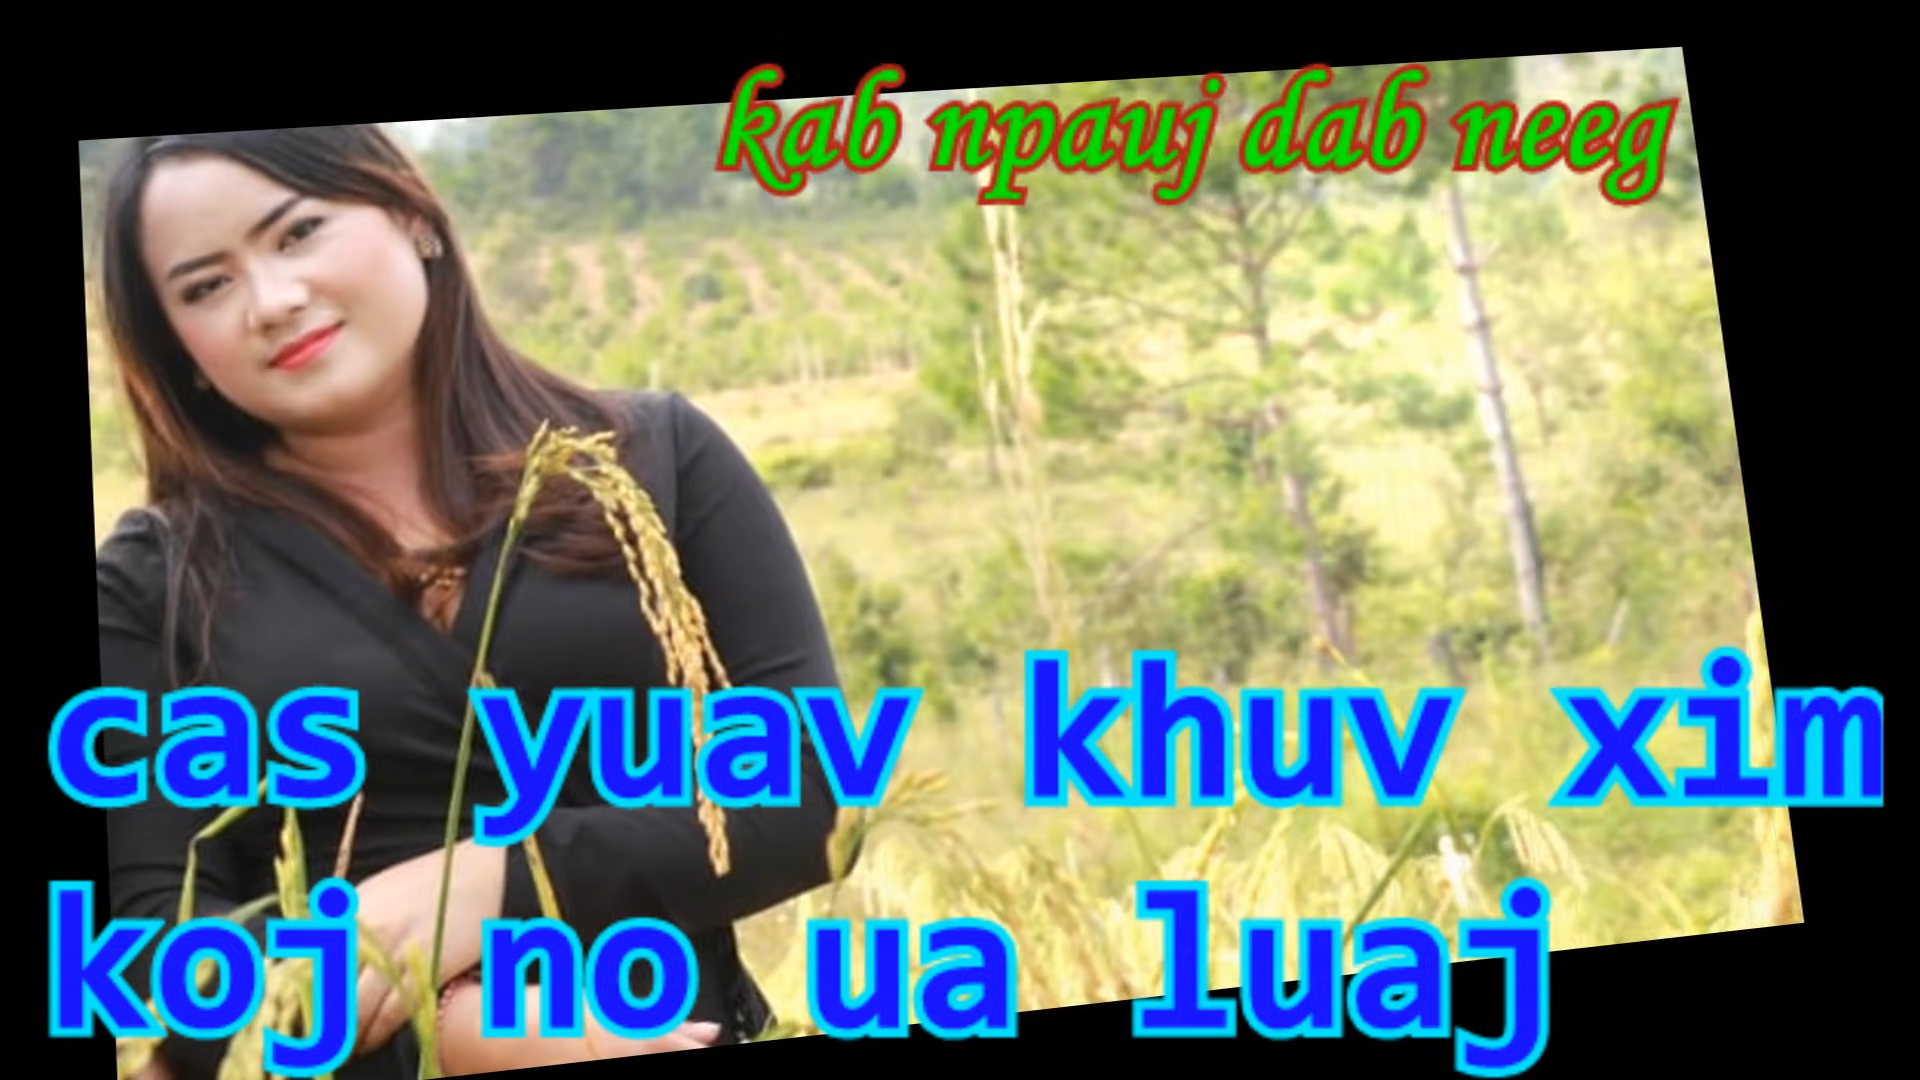 kab npauj dab neeg
cas yuav khuv xim
koj no ua luaj